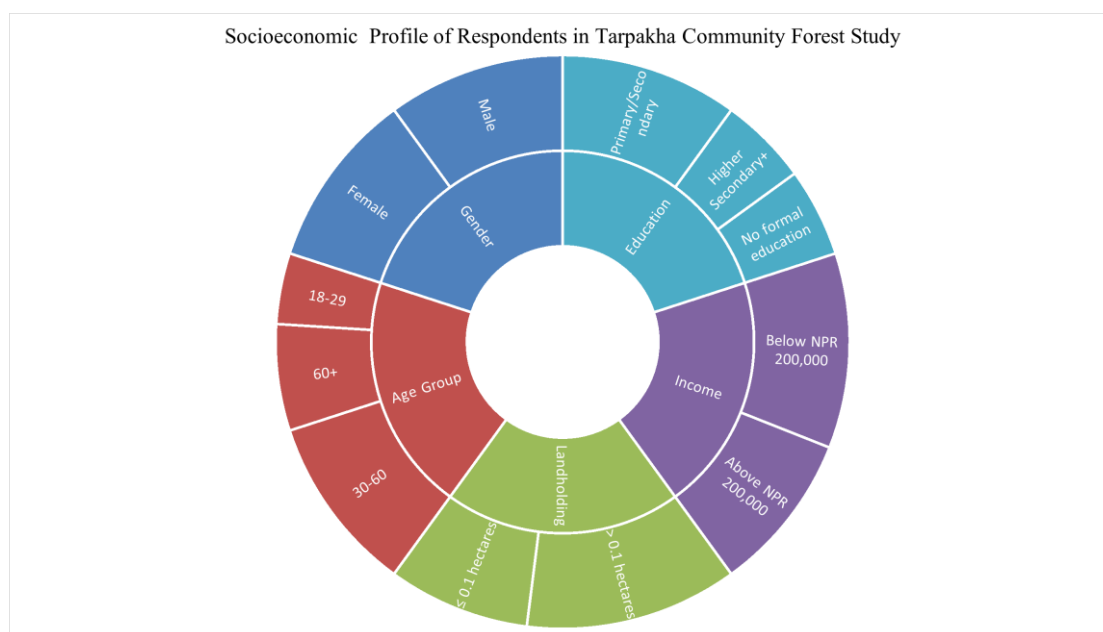 Socioeconomic Profile of Respondents in Tarpakha Community Forest Study
Primary/Seco
ndary
Higher
Secondary+
No formal
education
Education
Below NPR
200,000
Above NPR
200,000
Income
> 0.1 hectares
≤ 0.1 hectares
Landholding
30-60
60+
18-29
Age Group
Female
Male
Gender